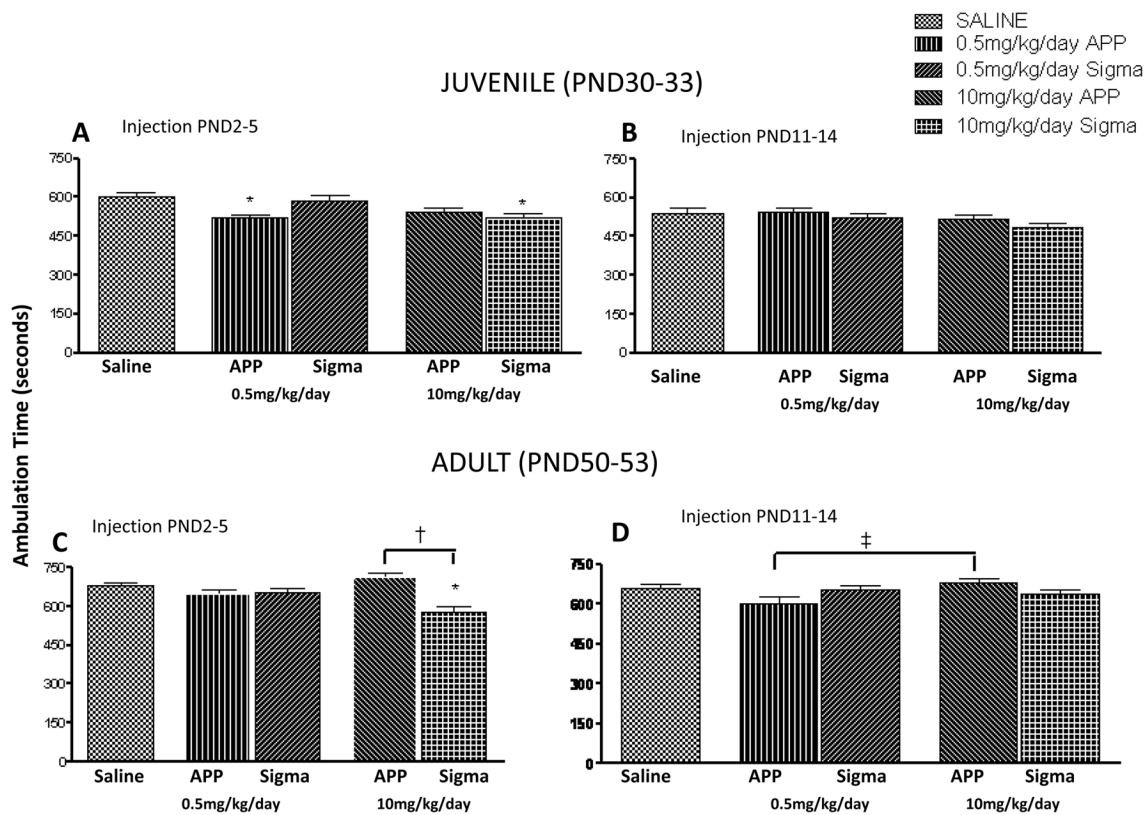 SALINE
0.5mg/kg/day APP
0.5mg/kg/day Sigma
10mg/kg/day APP
10mg/kg/day Sigma
JUVENILE (PND30-33)
A
Injection PND2-5
750
600
450
300
150
0
*
*
Saline
APP
Sigma
APP
Sigma
0.5mg/kg/day
10mg/kg/day
B
Injection PND11-14
750
600
450
300
150
0
Saline
APP
Sigma
APP
Sigma
0.5mg/kg/day
10mg/kg/day
Ambulation Time (seconds)
ADULT (PND50-53)
C
Injection PND2-5
†
*
750
600
450
300
150
0
Saline
APP
Sigma
APP
Sigma
0.5mg/kg/day
10mg/kg/day
D
Injection PND11-14
‡
750
600
450
300
150
0
Saline
APP
Sigma
APP
Sigma
0.5mg/kg/day
10mg/kg/day